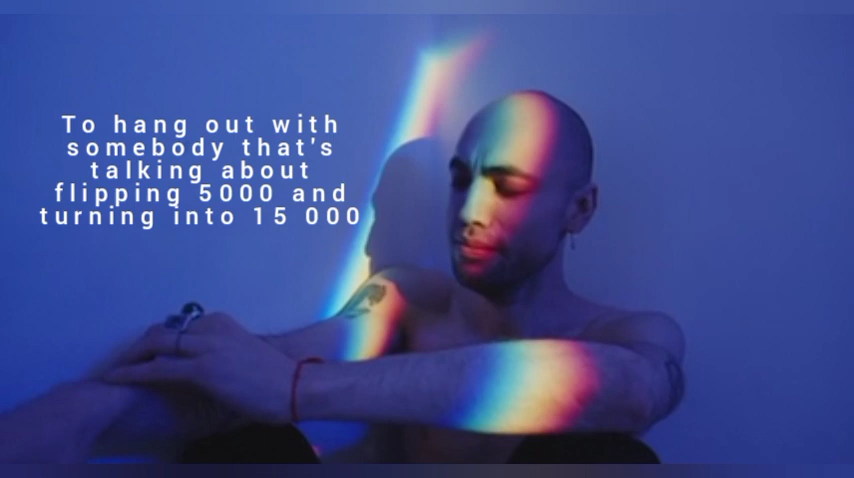 To hang out with
somebody that's
talking about
flipping 5000 and
turning into 15 000